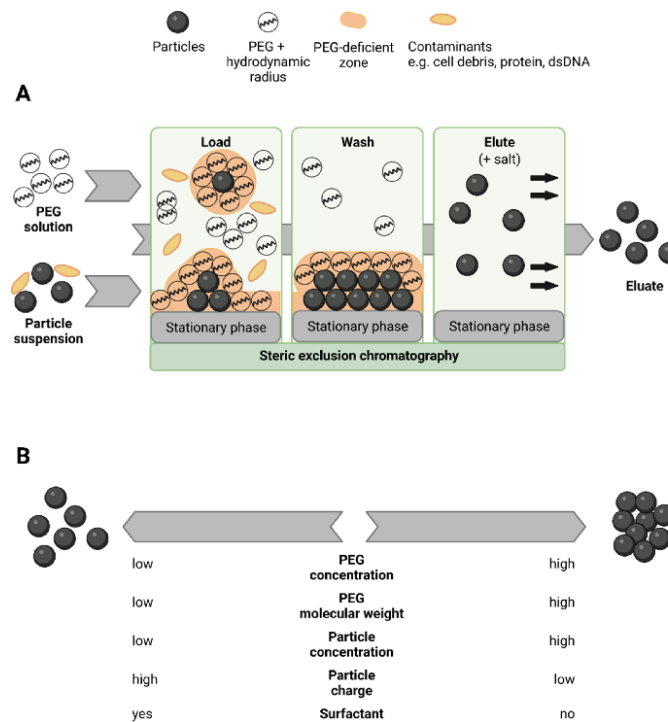 Particles
PEG +
hydrodynamic
radius
PEG-deficient
zone
Contaminants
e.g. cell debris, protein, dsDNA
A
PEG
solution
Particle
suspension
Load
Wash
Elute
(+ salt)
Stationary phase
Stationary phase
Stationary phase
Steric exclusion chromatography
Eluate
B
low
PEG
concentration
high
low
PEG
molecular weight
high
low
Particle
concentration
high
high
Particle
charge
low
yes
Surfactant
no